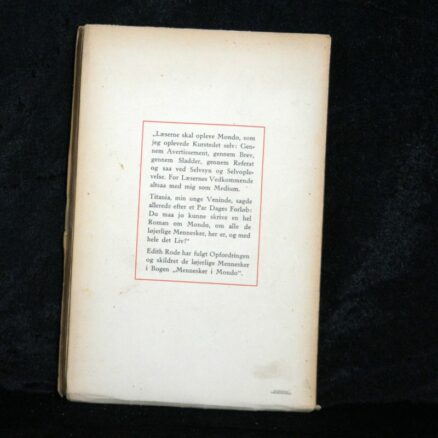 „Læserne skal opleve Mondo, som
jeg oplevede Kurstedet selv: Gen-
nem Avertissement, gennem Brev,
gennem Sladder, gennem Referat
og saa ved Selvsyn og Selvople-
velse. For Læsernes Vedkommende
altsaa med mig som Medium.
Titania, min unge Veninde, sagde
allerede efter et Par Dages Forløb:
Du maa jo kunne skrive en hel
Roman om Mondo, om alle de
løjerlige Mennesker, her er, og med
hele det Liv!"
Edith Rode har fulgt Opfordringen
og skildret de løjerlige Mennesker
i Bogen „Mennesker i Mondo".